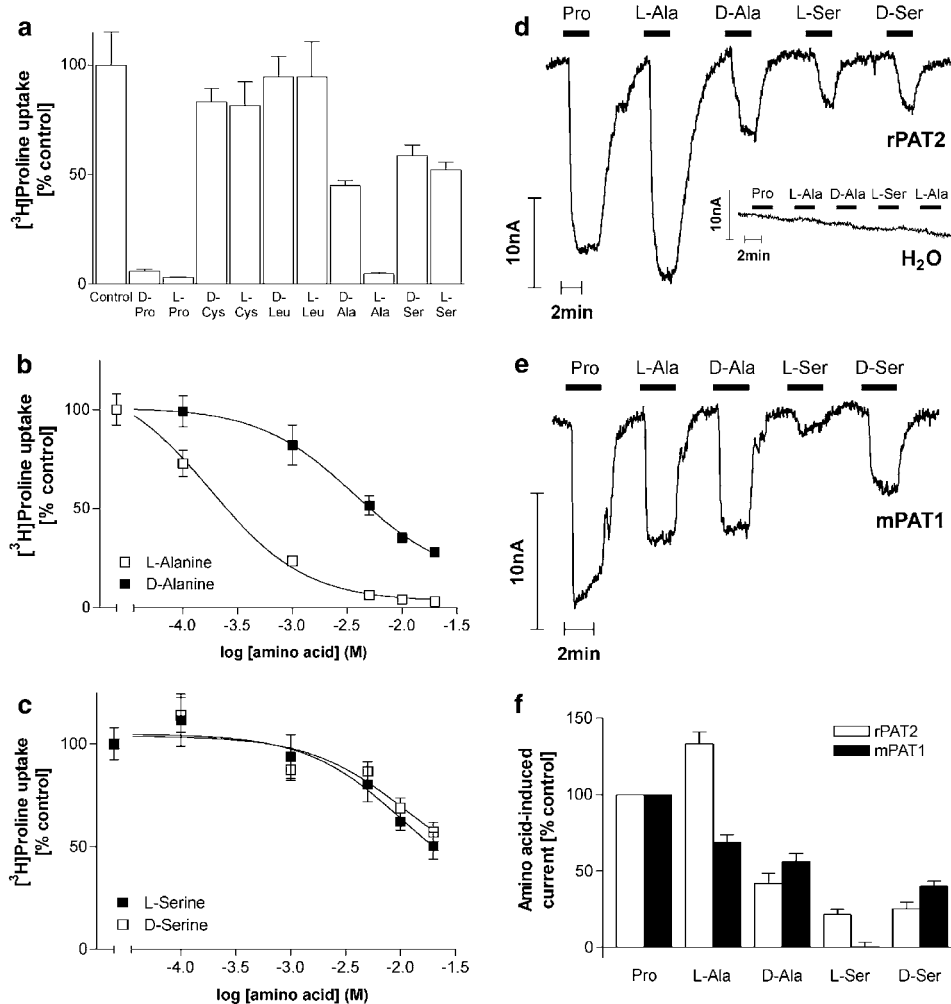 a
[³H]Proline uptake
[% control]
100
50
0
Control
D-Pro
L-Pro
D-Cys
L-Cys
D-Leu
L-Leu
D-Ala
L-Ala
D-Ser
L-Ser
b
[³H]Proline uptake
[% control]
100
50
0
L-Alanine
D-Alanine
-4.0 -3.5 -3.0 -2.5 -2.0 -1.5
log [amino acid] (M)
c
[³H]Proline uptake
[% control]
100
50
0
L-Serine
D-Serine
-4.0 -3.5 -3.0 -2.5 -2.0 -1.5
log [amino acid] (M)
d
Pro L-Ala D-Ala L-Ser D-Ser
rPAT2
10nA
2min
Pro L-Ala D-Ala L-Ser L-Ala
10nA
2min
H₂O
e
Pro L-Ala D-Ala L-Ser D-Ser
mPAT1
10nA
2min
f
Amino acid-induced
current [% control]
150
100
50
0
rPAT2
mPAT1
Pro L-Ala D-Ala L-Ser D-Ser